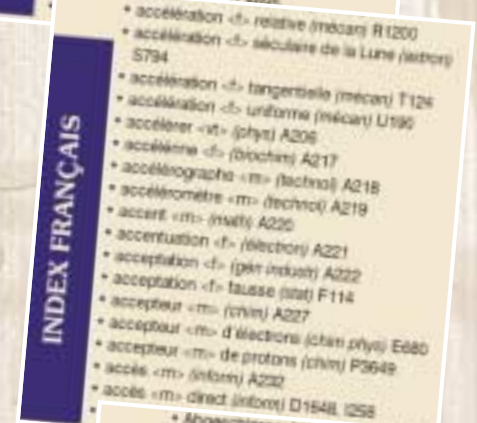 INDEX FRANÇAIS
• accélération <f> relative (mécan) R1200
• accélération <f> séculaire de la Lune (astron)
S794
• accélération <f> tangentielle (mécan) T124
• accélération <f> uniforme (mécan) U190
• accélérer <vt> (phys) A206
• accélérine <f> (biochim) A217
• accélérographe <m> (technol) A218
• accéléromètre <m> (technol) A219
• accent <m> (math) A220
• accentuation <f> (électron) A221
• acceptation <f> (gén industr) A222
• acceptation <f> fausse (stat) F114
• accepteur <m> (chim) A227
• accepteur <m> d'électrons (chim phys) E680
• accepteur <m> de protons (chim) P3649
• accès <m> (inform) A232
• accès <m> direct (inform) D1648, I258